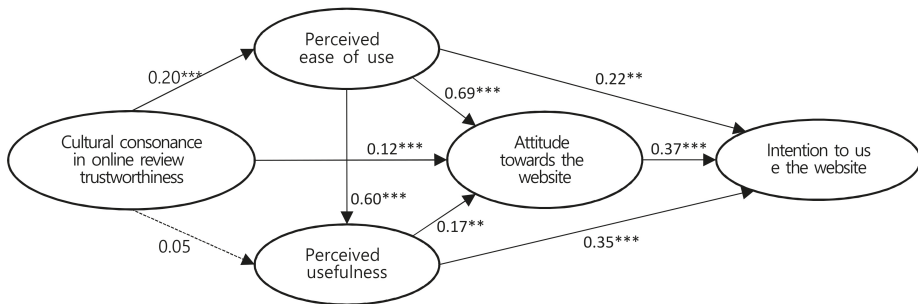 Perceived
ease of use
0.20***
0.22**
0.69***
Cultural consonance
in online review
trustworthiness
0.12***
Attitude
towards the
website
0.37***
Intention to us
e the website
0.60***
0.17**
0.05
0.35***
Perceived
usefulness